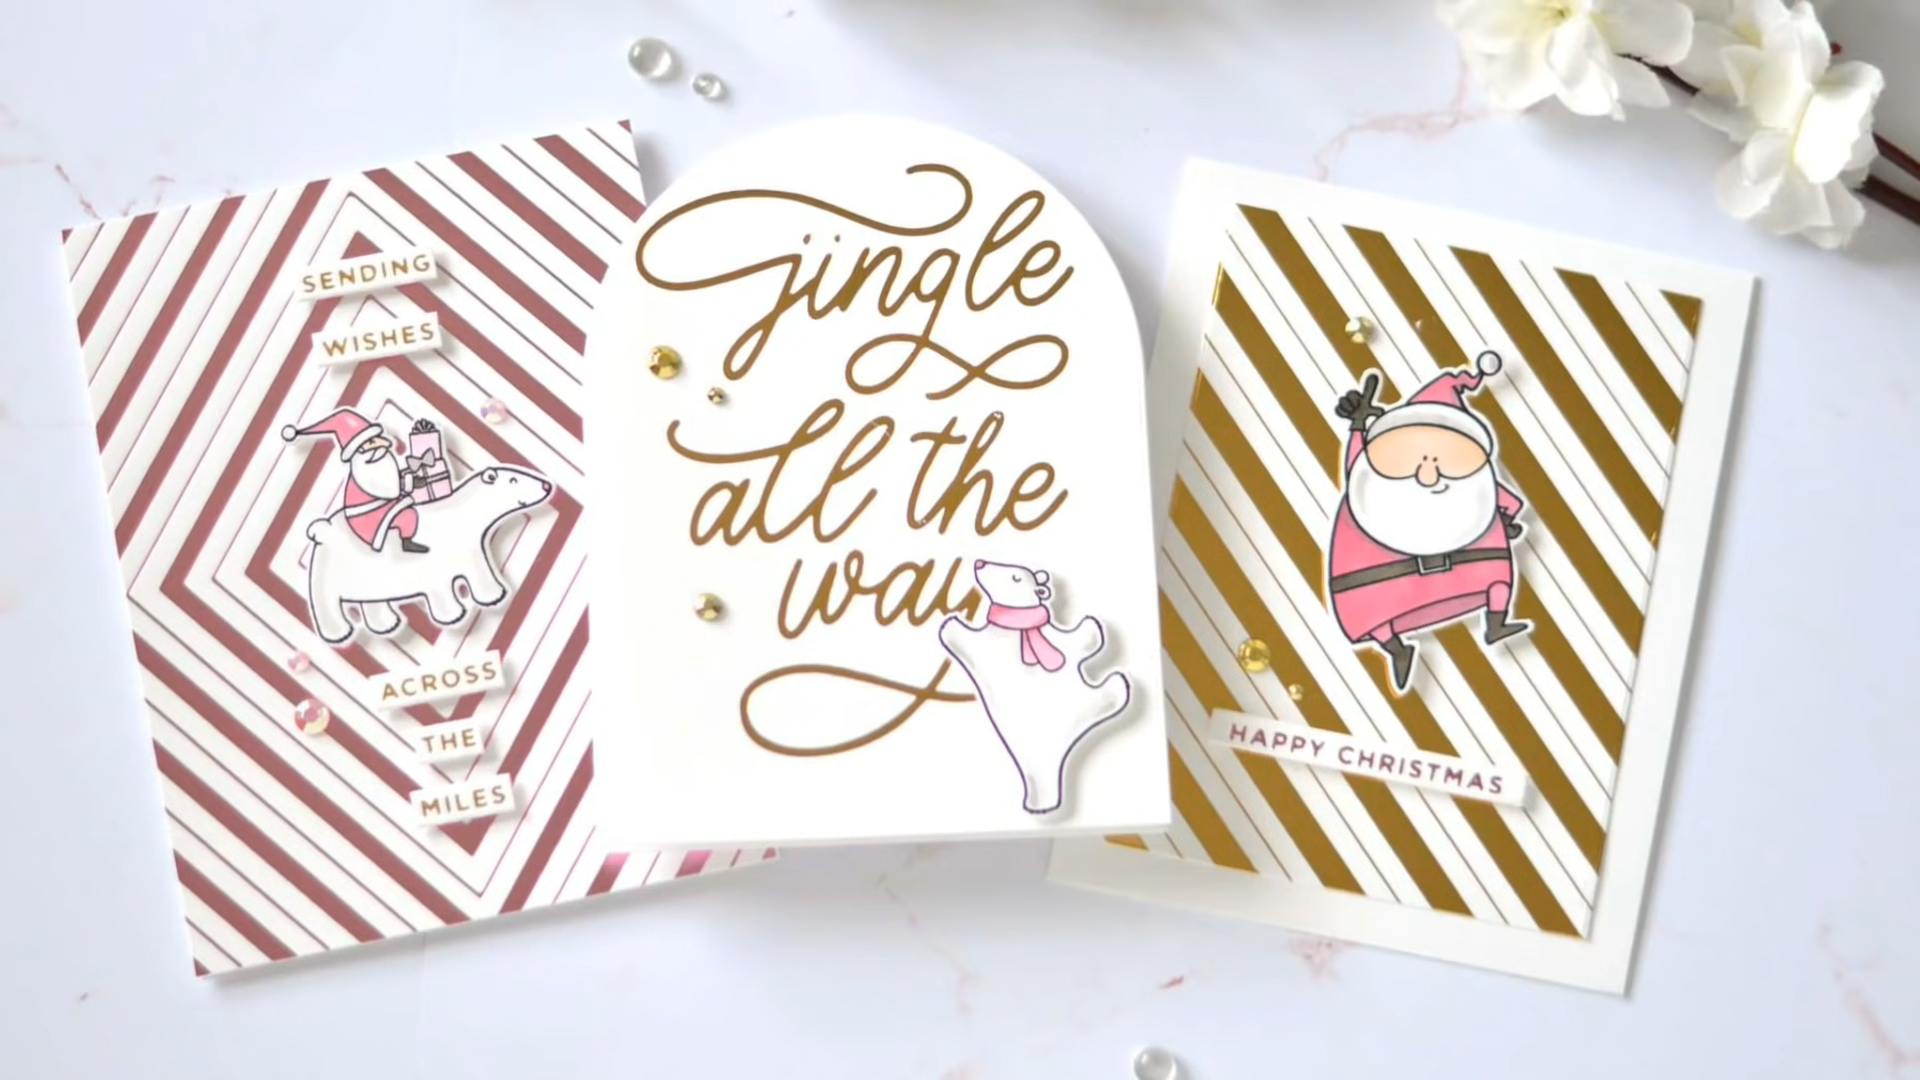 SENDING
WISHES
ACROSS
THE
MILES
jingle
all the
way
HAPPY CHRISTMAS